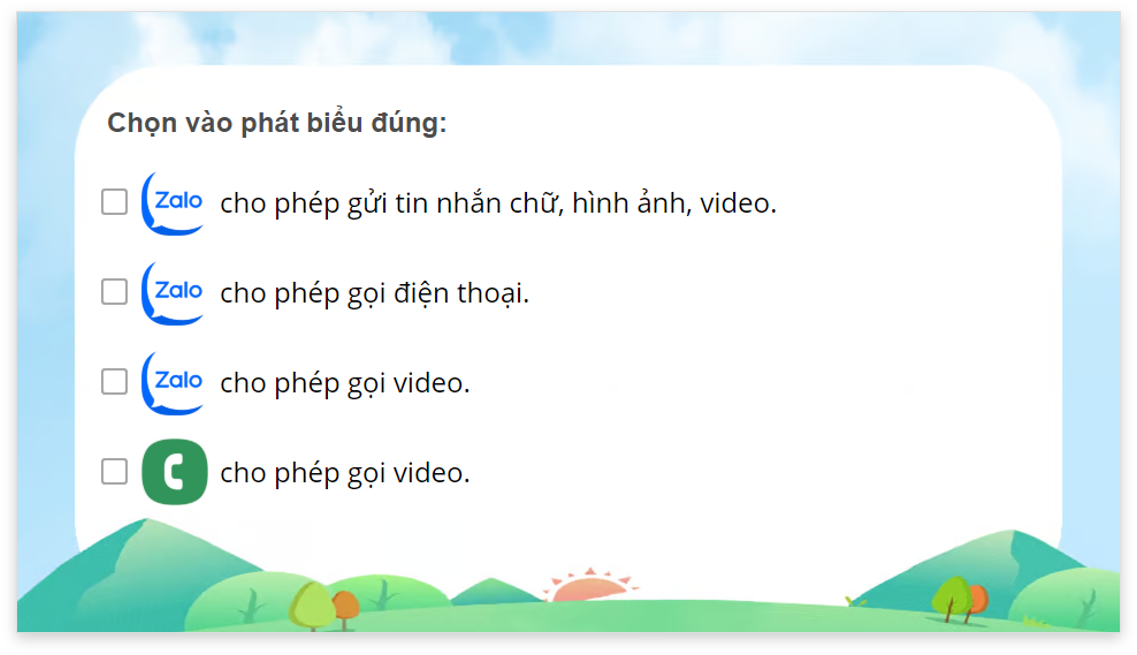 Chọn vào phát biểu đúng:
Zalo cho phép gửi tin nhắn chữ, hình ảnh, video.
Zalo cho phép gọi điện thoại.
Zalo cho phép gọi video.
cho phép gọi video.